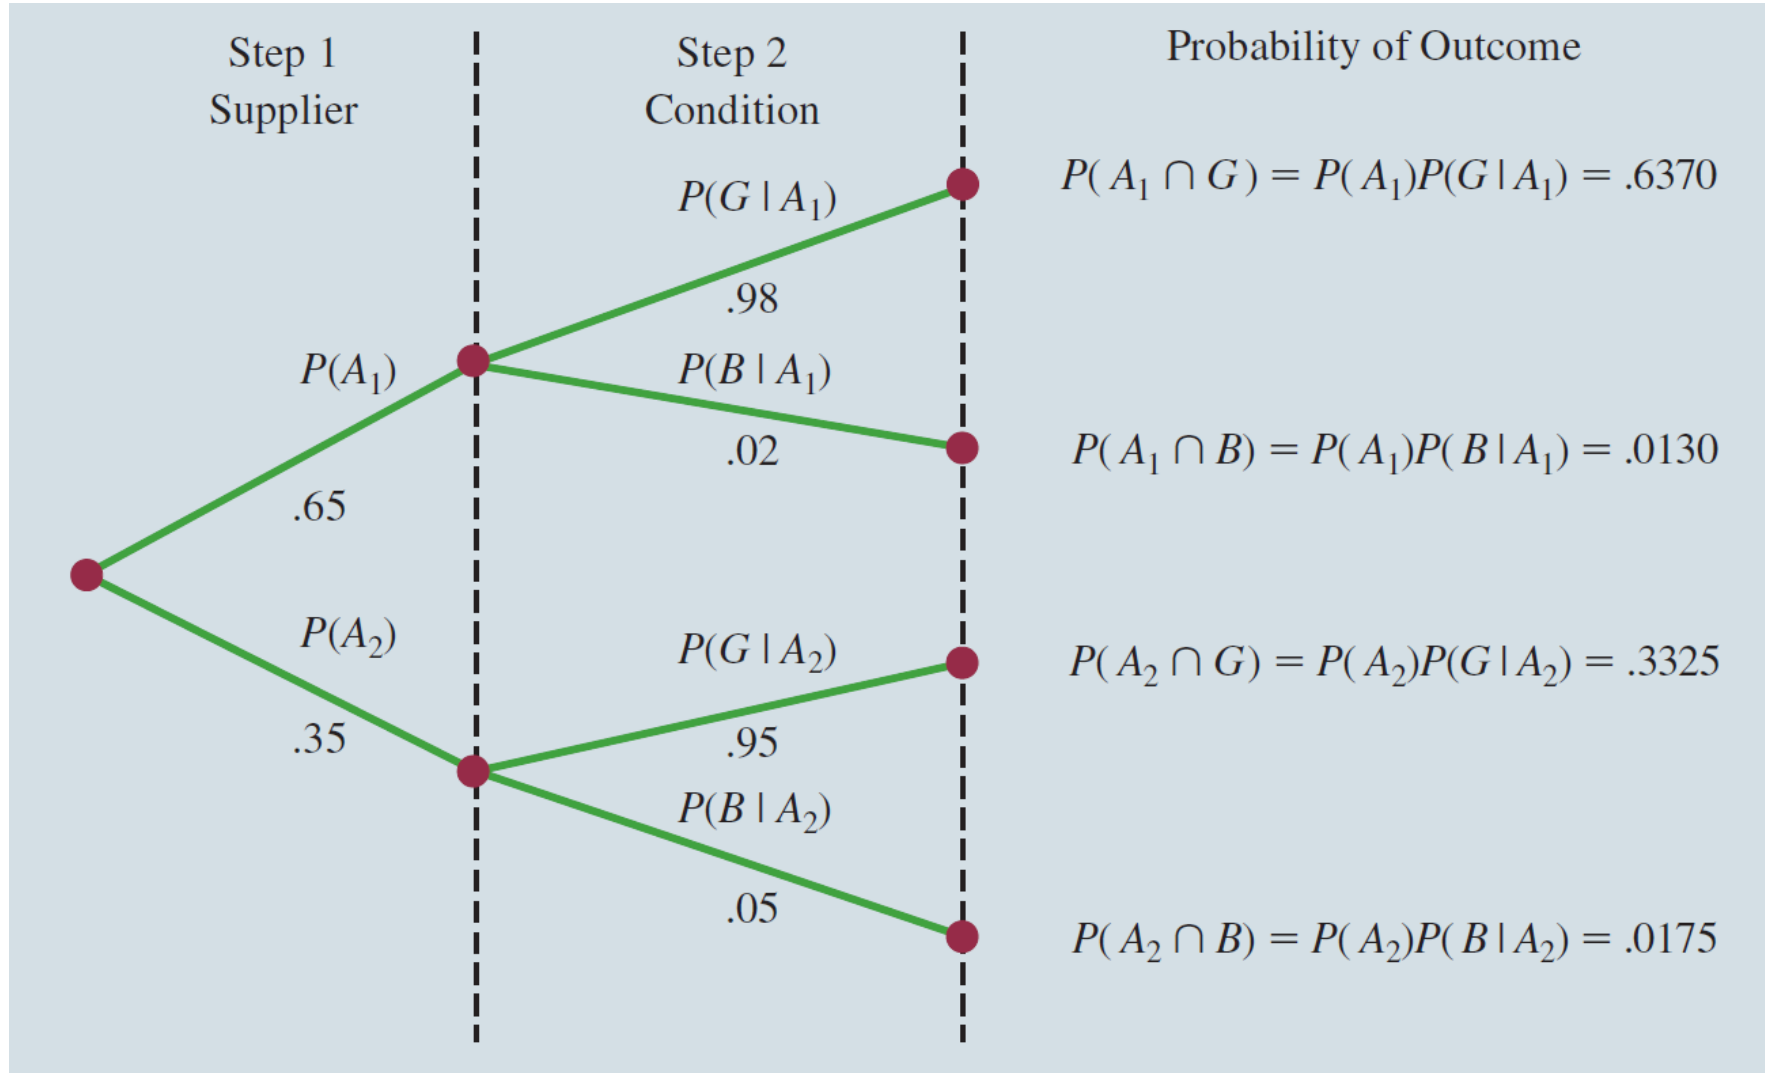 Step 1
Supplier
Step 2
Condition
Probability of Outcome
P(G | A₁)
.98
P(A₁ ∩ G) = P(A₁)P(G | A₁) = .6370
P(A₁)
.65
P(B | A₁)
.02
P(A₁ ∩ B) = P(A₁)P(B | A₁) = .0130
P(A₂)
.35
P(G | A₂)
.95
P(A₂ ∩ G) = P(A₂)P(G | A₂) = .3325
P(B | A₂)
.05
P(A₂ ∩ B) = P(A₂)P(B | A₂) = .0175